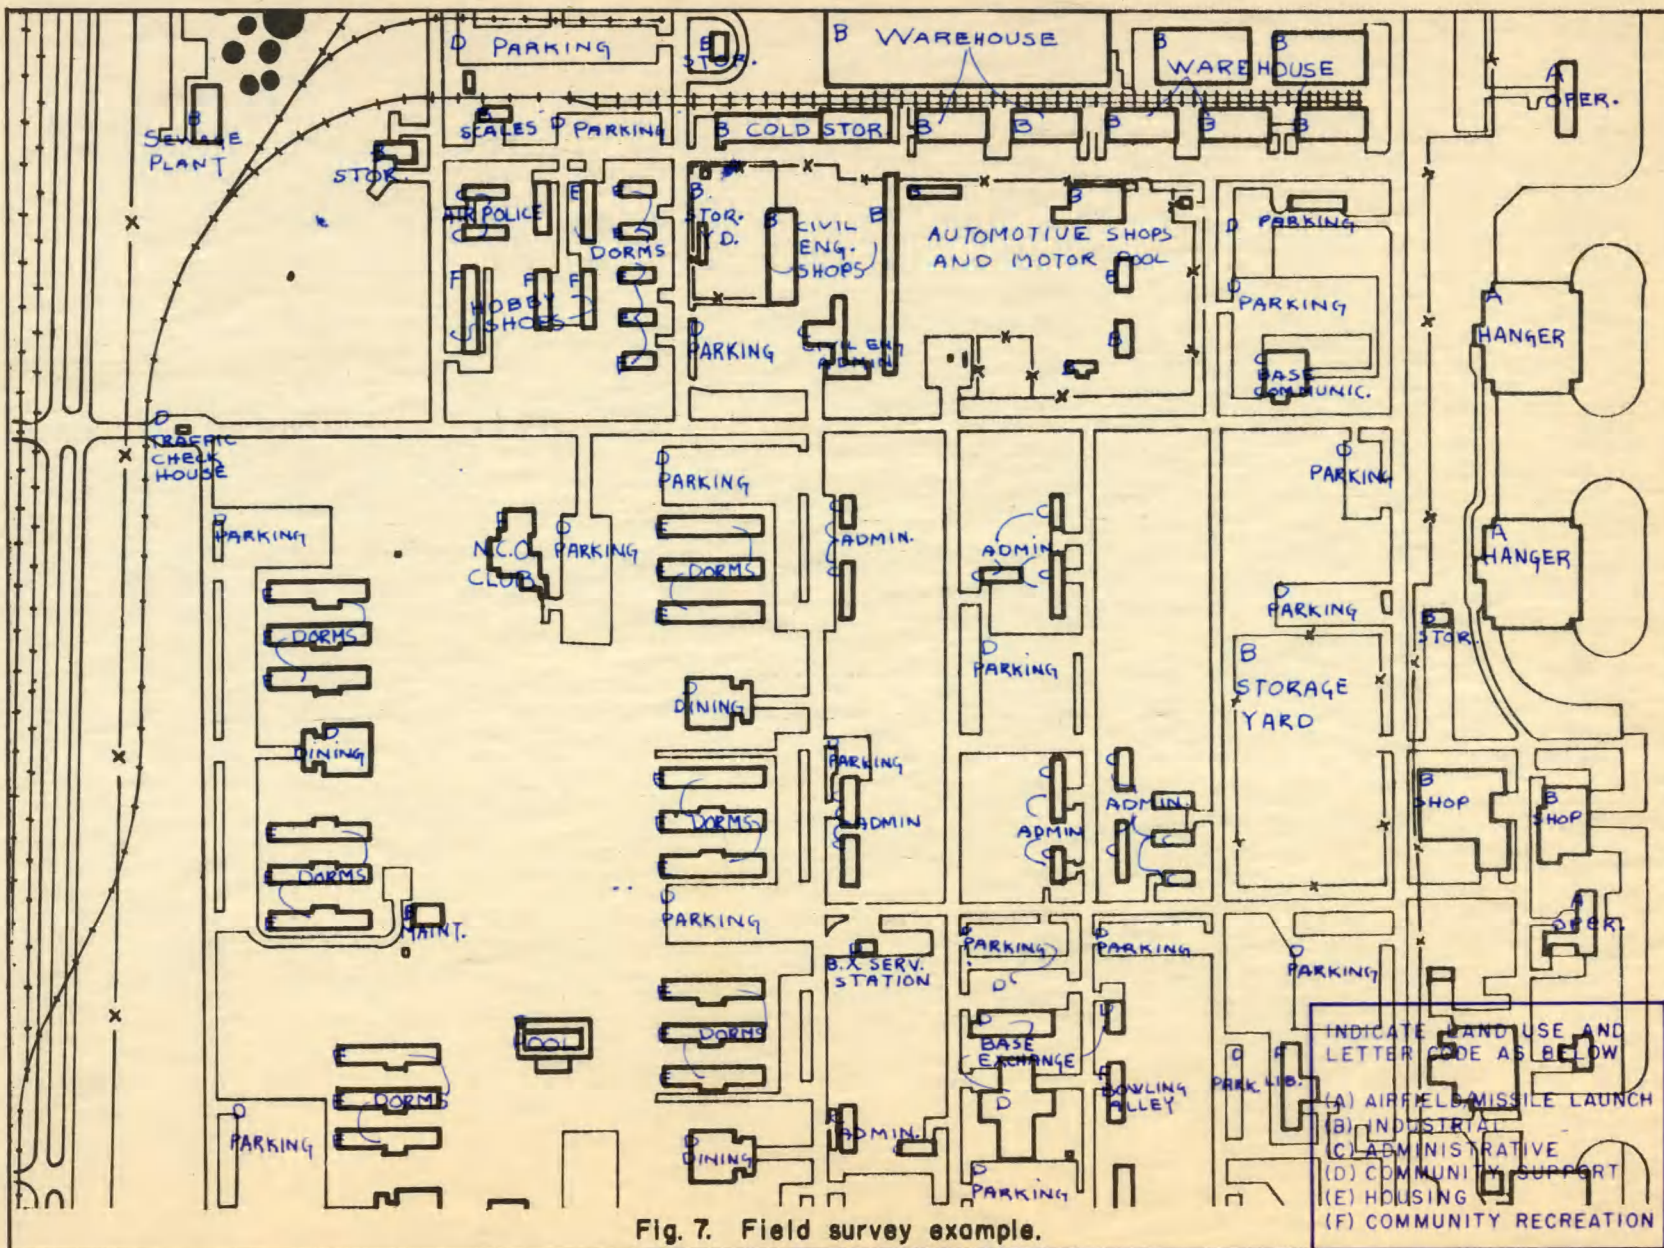 D PARKING
B STOR.
B WAREHOUSE
B B
WAREHOUSE
A
OPER.
B
SEWAGE
PLANT
B
STOR
B
SCALES
D PARKING
B COLD STOR.
B B B B B
C
AIR POLICE
C
E E
E
DORMS
E
E
E
B.
STOR.
YD.
B
CIVIL
ENG.
SHOPS
B
B
B
AUTOMOTIVE SHOPS
AND MOTOR POOL
B
B
B
D PARKING
D
PARKING
F F F
HOBBY
SHOPS
D
PARKING
C
CIVIL ENG
ADMIN
C
BASE
COMMUNIC.
A
HANGER
D
TRAFFIC
CHECK
HOUSE
D
PARKING
D
PARKING
D
PARKING
F
N.C.O.
CLUB
D
PARKING
E
E DORMS
E
C
ADMIN.
C
C
ADMIN
C C
A
HANGER
E
E DORMS
E
D
PARKING
D
PARKING
B
STOR.
B
STORAGE
YARD
D
DINING
D
DINING
D
PARKING
E
E DORMS
E
C
ADMIN
C
C
ADMIN
C
C
ADMIN.
C C
C
B
SHOP
B
SHOP
E
E DORMS
E
B
MAINT.
D
PARKING
D
B.X SERV.
STATION
D
PARKING
D
D
PARKING
D
PARKING
A
OPER.
E
E DORMS
E
F
POOL
D
BASE
EXCHANGE
D
D
F
BOWLING
ALLEY
D
PARK
F
LIB.
E
E DORMS
E
D
PARKING
D
DINING
C
ADMIN.
C
D
PARKING
INDICATE LAND USE AND
LETTER CODE AS BELOW
(A) AIRFIELD/MISSILE LAUNCH
(B) INDUSTRIAL
(C) ADMINISTRATIVE
(D) COMMUNITY SUPPORT
(E) HOUSING
(F) COMMUNITY RECREATION
Fig. 7. Field survey example.